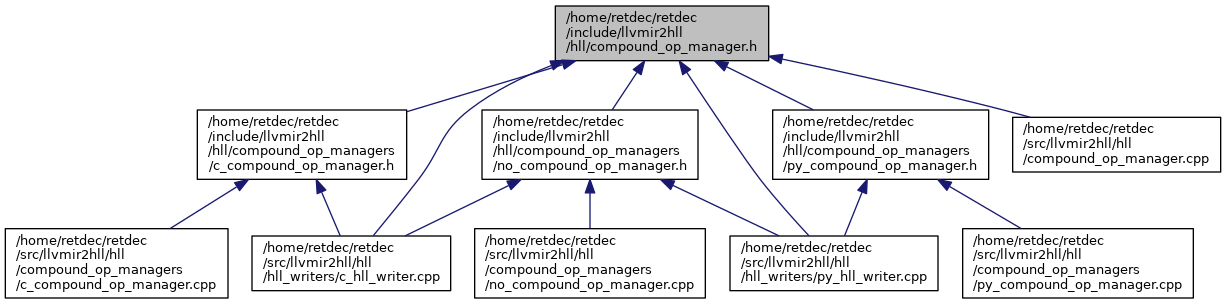 /home/retdec/retdec
/include/llvmir2hll
/hll/compound_op_manager.h
/home/retdec/retdec
/include/llvmir2hll
/hll/compound_op_managers
/c_compound_op_manager.h
/home/retdec/retdec
/include/llvmir2hll
/hll/compound_op_managers
/no_compound_op_manager.h
/home/retdec/retdec
/include/llvmir2hll
/hll/compound_op_managers
/py_compound_op_manager.h
/home/retdec/retdec
/src/llvmir2hll/hll
/compound_op_manager.cpp
/home/retdec/retdec
/src/llvmir2hll/hll
/compound_op_managers
/c_compound_op_manager.cpp
/home/retdec/retdec
/src/llvmir2hll/hll
/hll_writers/c_hll_writer.cpp
/home/retdec/retdec
/src/llvmir2hll/hll
/compound_op_managers
/no_compound_op_manager.cpp
/home/retdec/retdec
/src/llvmir2hll/hll
/hll_writers/py_hll_writer.cpp
/home/retdec/retdec
/src/llvmir2hll/hll
/compound_op_managers
/py_compound_op_manager.cpp